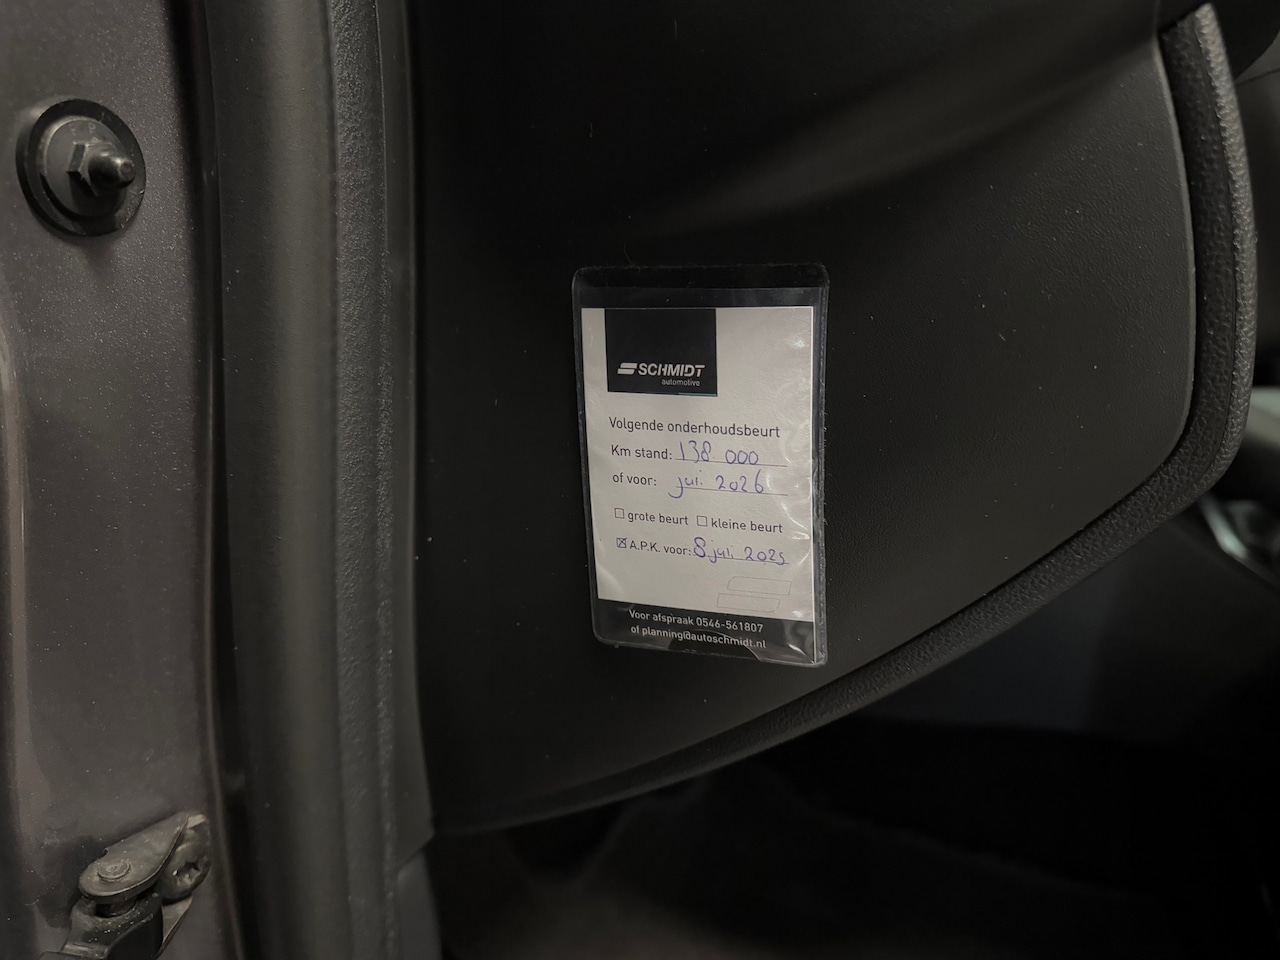 SCHMIDT
automotive
Volgende onderhoudsbeurt
Km stand: 138.000
of voor: juli 2026
☐ grote beurt ☐ kleine beurt
☒ A.P.K. voor: 8 juli 2025
Voor afspraak 0546-561807
of planning@autoschmidt.nl